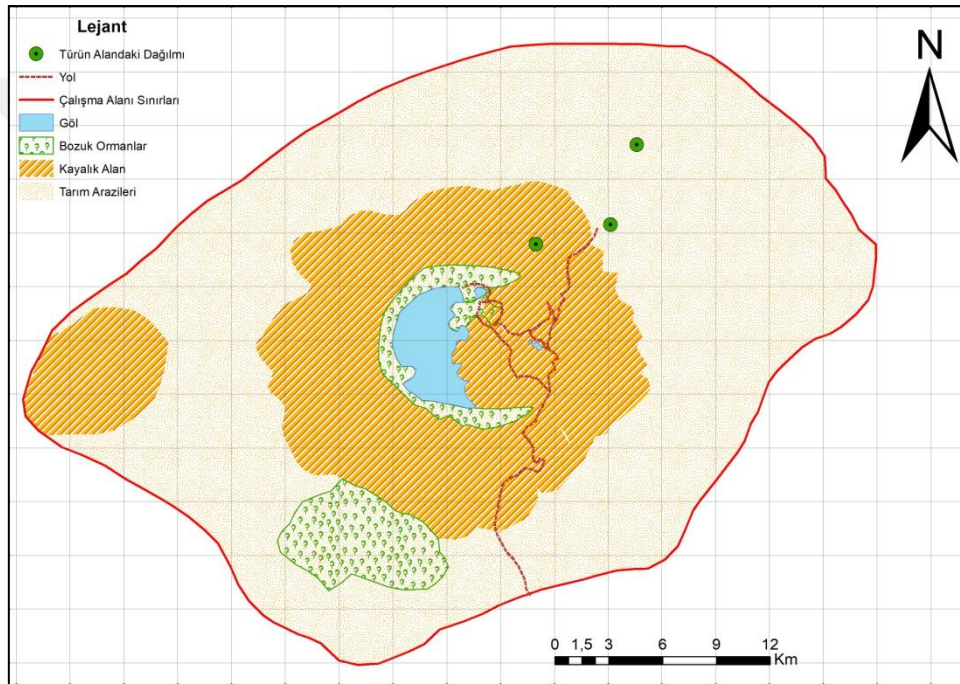 Lejant
Türün Alandaki Dağılmı
Yol
Çalışma Alanı Sınırları
Göl
Bozuk Ormanlar
Kayalık Alan
Tarım Arazileri
N
0 1,5 3 6 9 12
Km